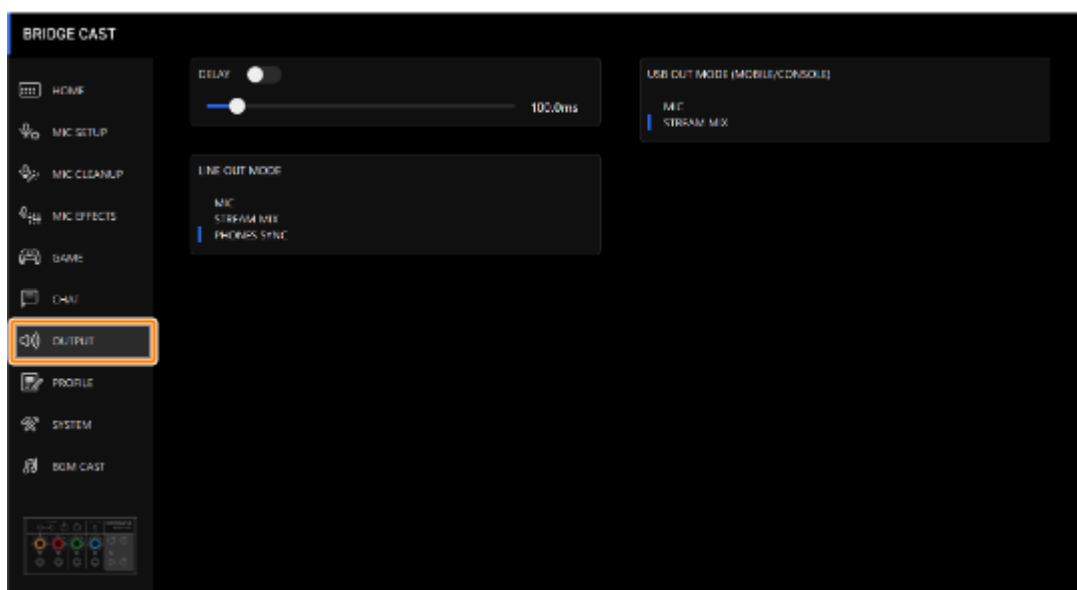 BRIDGE CAST
HOME
MIC SETUP
MIC CLEANUP
MIC EFFECTS
GAME
CHAT
OUTPUT
PROFILE
SYSTEM
BGM CAST
DELAY
100.0ms
LINE OUT MODE
MIC
STREAM MIX
PHONES SYNC
USB OUT MODE (MOBILE/CONSOLE)
MIC
STREAM MIX